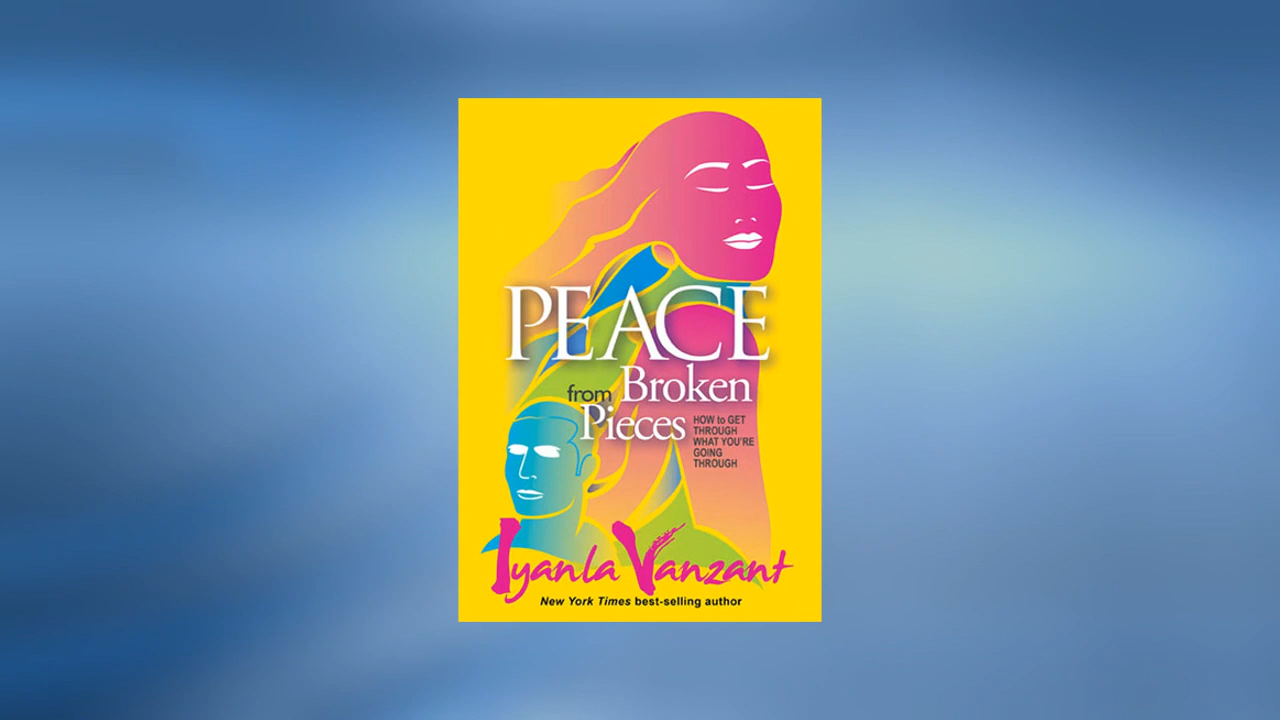 PEACE
from Broken
Pieces
HOW to GET
THROUGH
WHAT YOU'RE
GOING
THROUGH
Iyanla Vanzant
New York Times best-selling author